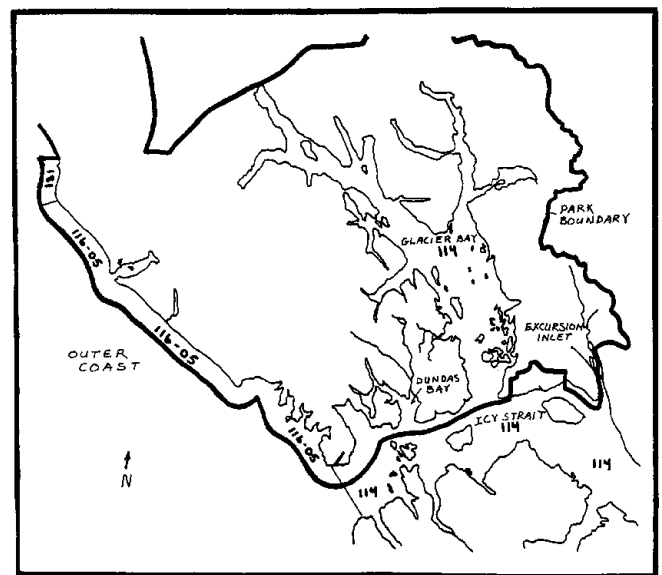 181
116-05
116-05
116-05
OUTER
COAST
N
GLACIER BAY
114
PARK
BOUNDARY
EXCURSION
INLET
DUNDAS
BAY
ICY STRAIT
114
114
114